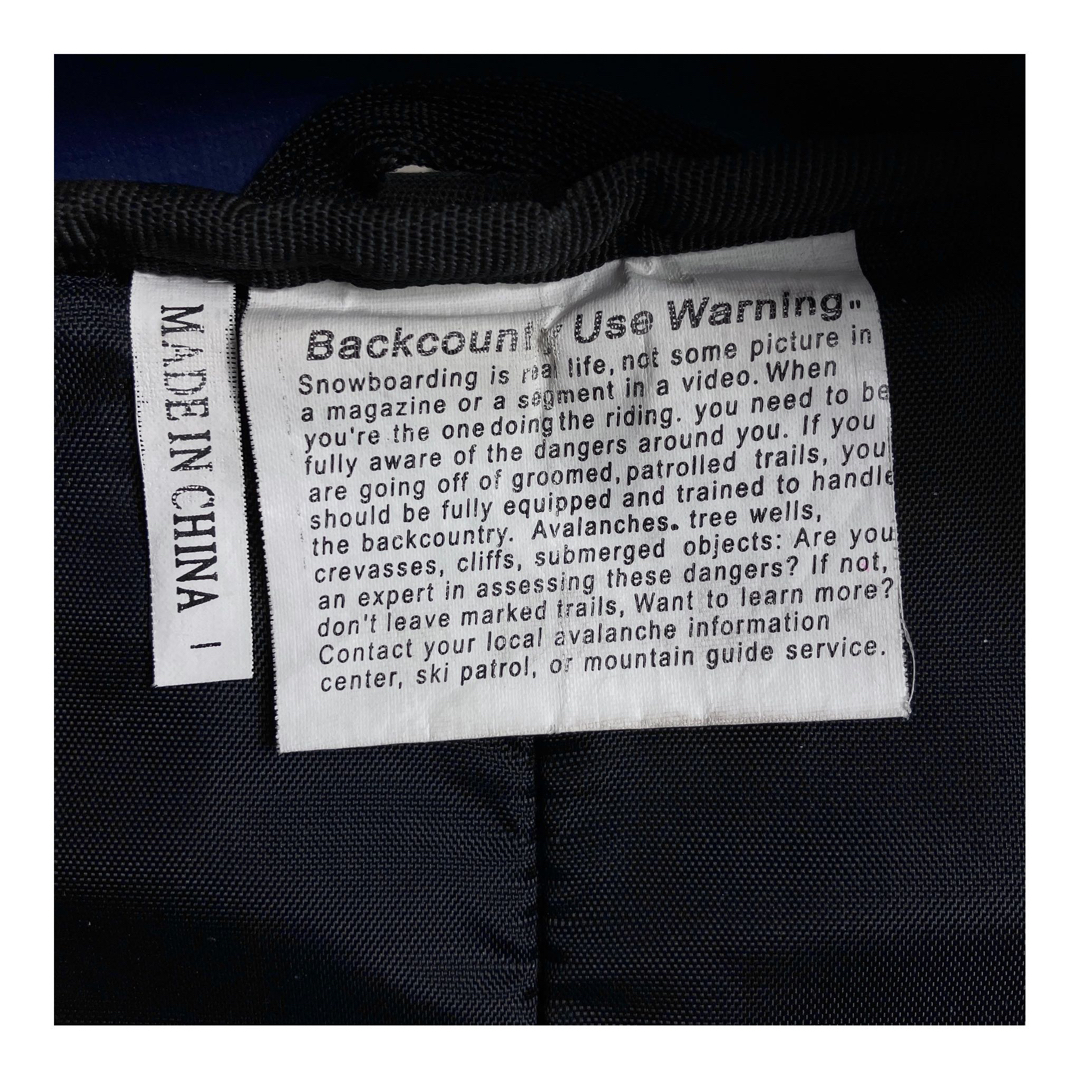 MADE IN CHINA
Backcounty Use Warning..
Snowboarding is real life, not some picture in
a magazine or a segment in a video. When
you're the one doing the riding. you need to be
fully aware of the dangers around you. If you
are going off of groomed, patrolled trails, you
should be fully equipped and trained to handle
the backcountry. Avalanches. tree wells,
crevasses, cliffs, submerged objects: Are you
an expert in assessing these dangers? If not,
don't leave marked trails, Want to learn more?
Contact your local avalanche information
center, ski patrol, or mountain guide service.